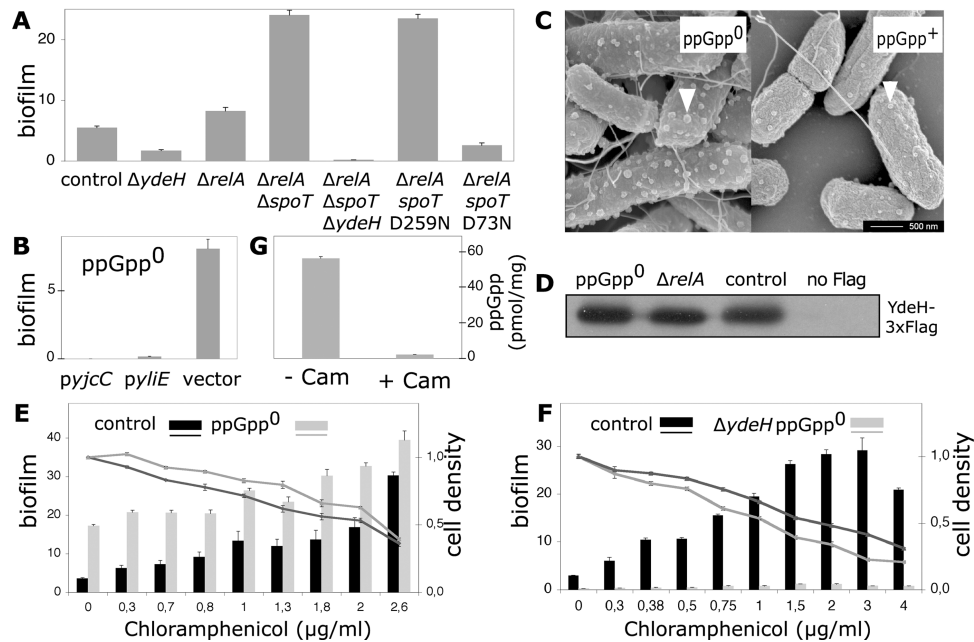 A
biofilm
20
10
0
control ΔydeH ΔrelA ΔrelA ΔrelA ΔrelA ΔrelA
ΔspoT ΔspoT spoT spoT
ΔydeH D259N D73N
C
ppGpp0
ppGpp+
500 nm
B
ppGpp0
biofilm
5
0
pyjcC pyliE vector
G
60
40
20
0
ppGpp
(pmol/mg)
- Cam + Cam
D
ppGpp0 ΔrelA control no Flag
YdeH-
3xFlag
E
control ppGpp0
biofilm
40
30
20
10
0
1,0
0,5
0,0
cell density
0 0,3 0,7 0,8 1 1,3 1,8 2 2,6
Chloramphenicol (µg/ml)
F
control ΔydeH ppGpp0
biofilm
30
20
10
0
1,0
0,5
0,0
cell density
0 0,3 0,38 0,5 0,75 1 1,5 2 3 4
Chloramphenicol (µg/ml)